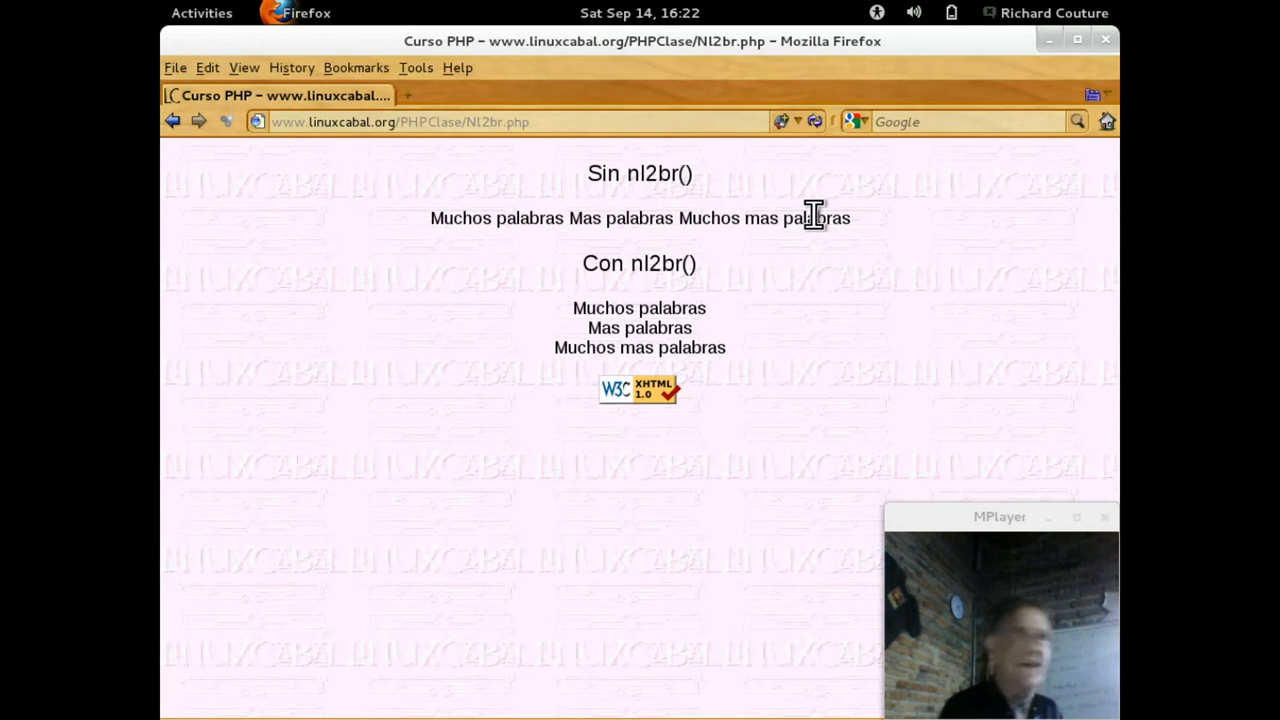 Activities Firefox Sat Sep 14, 16:22 Richard Couture
Curso PHP - www.linuxcabal.org/PHPClase/Nl2br.php - Mozilla Firefox
File Edit View History Bookmarks Tools Help
Curso PHP - www.linuxcabal....
www.linuxcabal.org/PHPClase/Nl2br.php Google
Sin nl2br()
Muchos palabras Mas palabras Muchos mas palabras
Con nl2br()
Muchos palabras
Mas palabras
Muchos mas palabras
W3C XHTML 1.0
MPlayer
LINUXCABAL